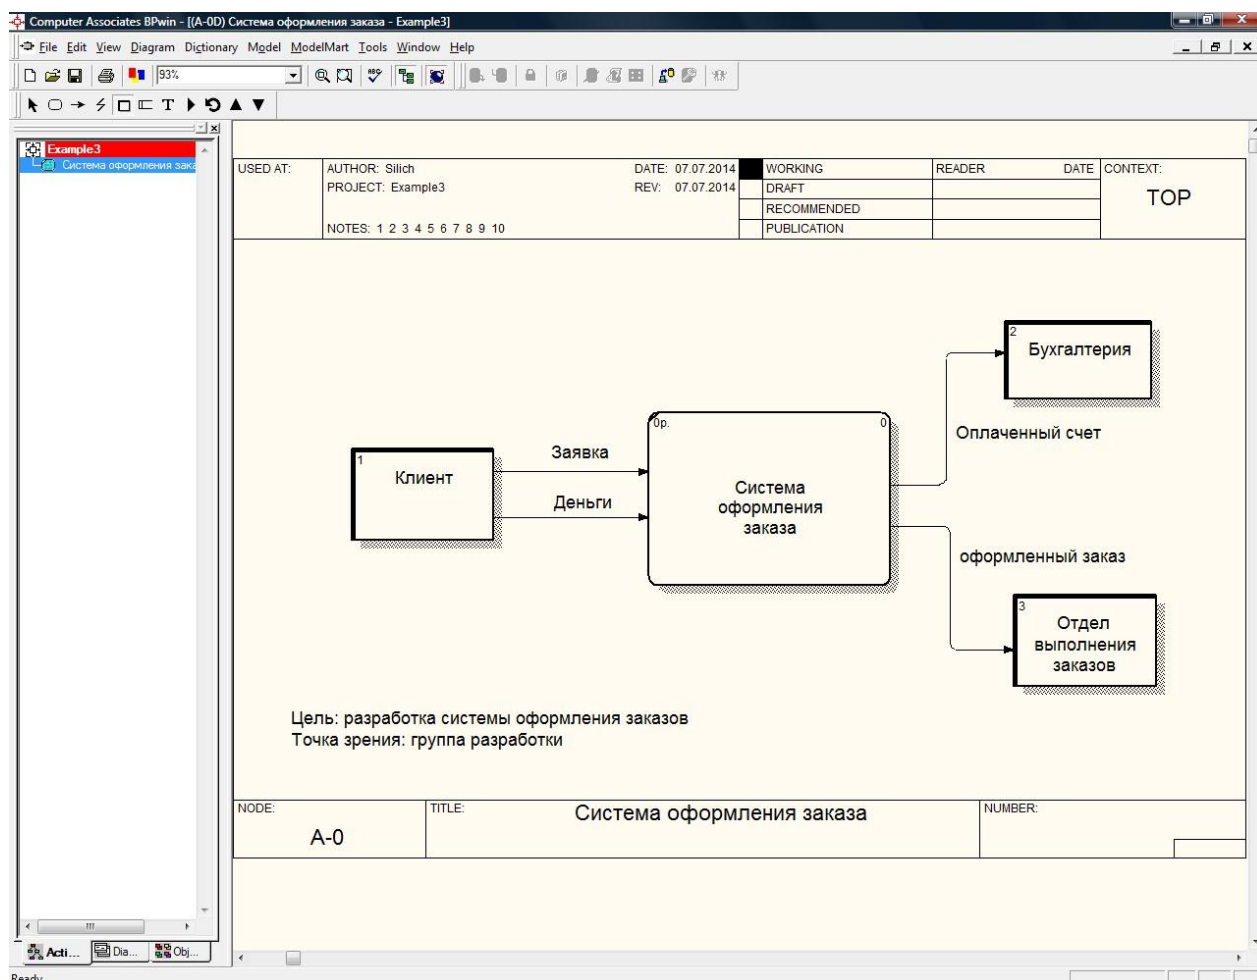 Computer Associates BPwin - [(A-0D) Система оформления заказа - Example3]
File Edit View Diagram Dictionary Model ModelMart Tools Window Help
93%
ABC
T
Example3
Система оформления зака
USED AT:
AUTHOR: Silich
DATE: 07.07.2014
PROJECT: Example3
REV: 07.07.2014
NOTES: 1 2 3 4 5 6 7 8 9 10
WORKING
DRAFT
RECOMMENDED
PUBLICATION
READER DATE
CONTEXT:
TOP
2
Бухгалтерия
0р. 0
Оплаченный счет
Заявка
1
Клиент
Деньги
Система
оформления
заказа
оформленный заказ
3
Отдел
выполнения
заказов
Цель: разработка системы оформления заказов
Точка зрения: группа разработки
NODE:
A-0
TITLE:
Система оформления заказа
NUMBER:
Acti... Dia... Obj...
Ready